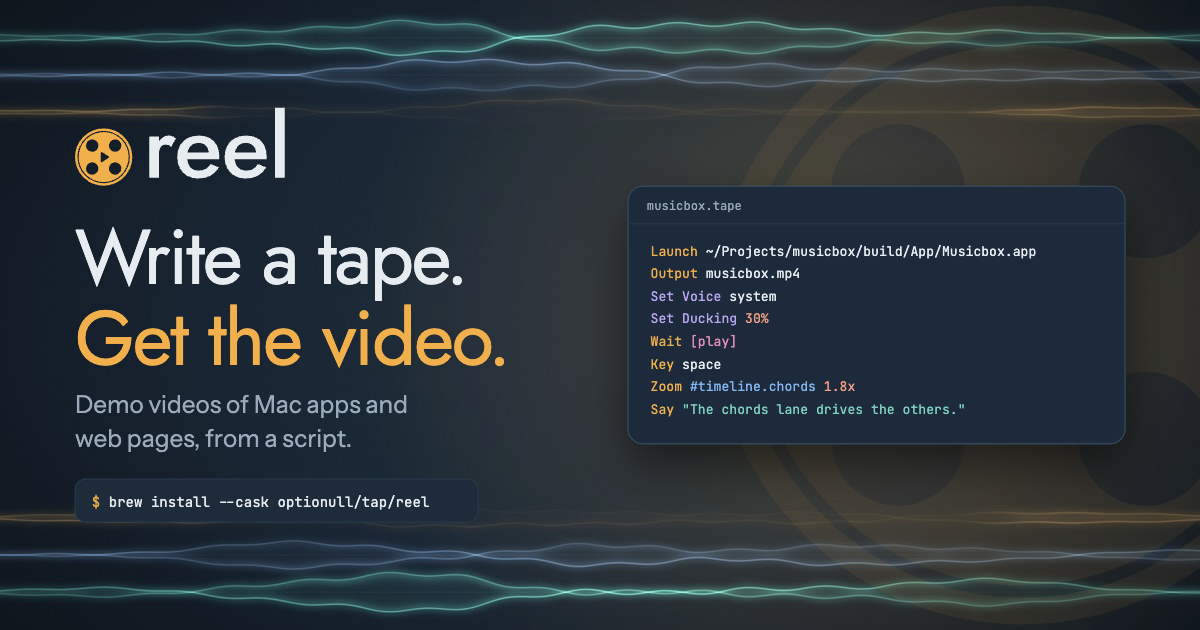 reel
Write a tape.
Get the video.
Demo videos of Mac apps and
web pages, from a script.
$ brew install --cask optionull/tap/reel
musicbox.tape
Launch ~/Projects/musicbox/build/App/Musicbox.app
Output musicbox.mp4
Set Voice system
Set Ducking 30%
Wait [play]
Key space
Zoom #timeline.chords 1.8x
Say "The chords lane drives the others."